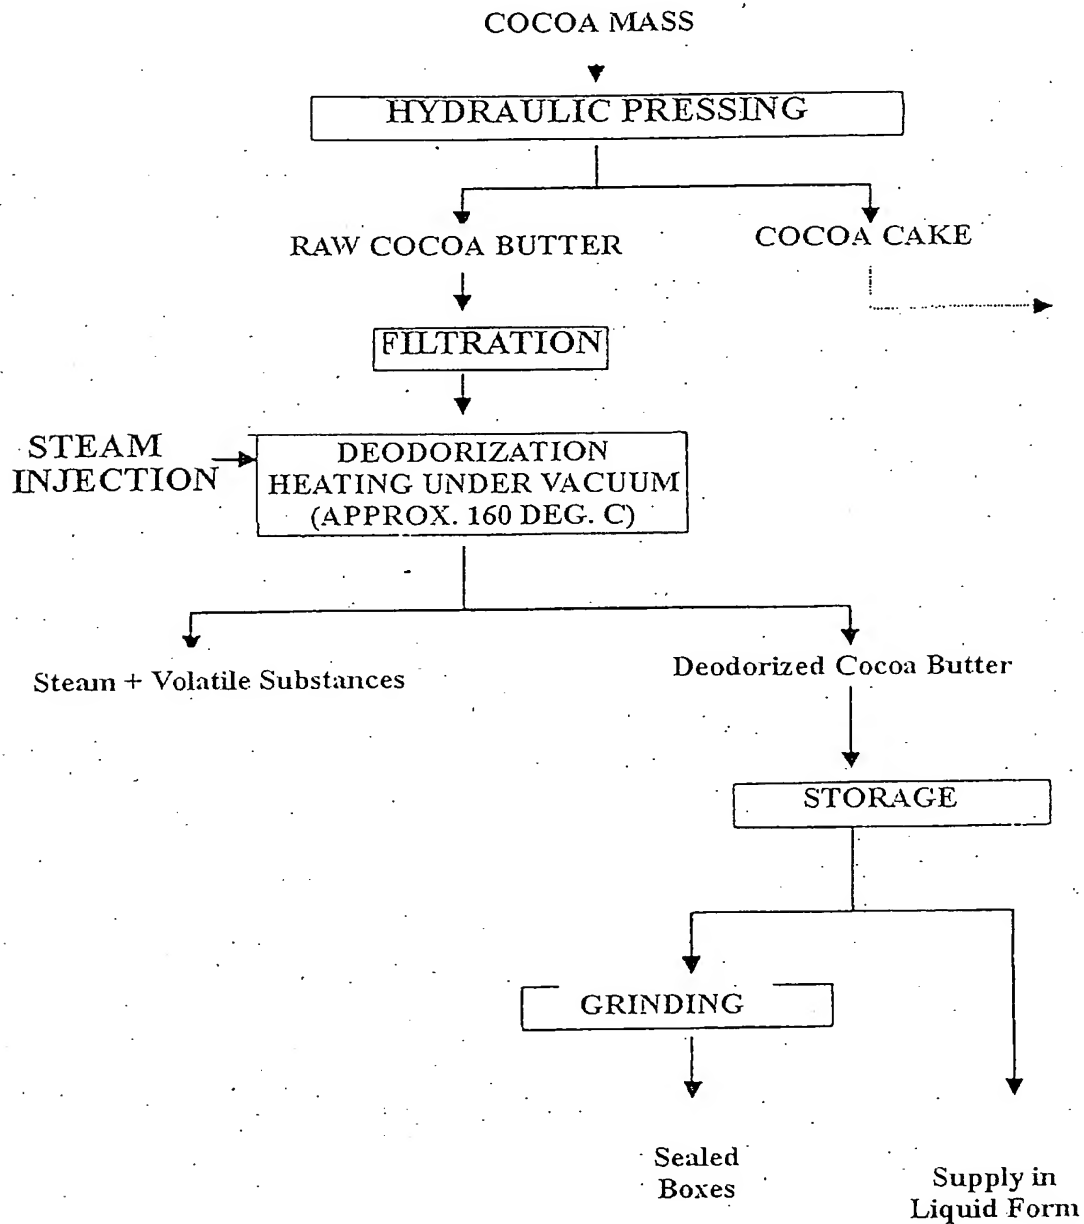 COCOA MASS
HYDRAULIC PRESSING
RAW COCOA BUTTER
COCOA CAKE
FILTRATION
STEAM
INJECTION
DEODORIZATION
HEATING UNDER VACUUM
(APPROX. 160 DEG. C)
Steam + Volatile Substances
Deodorized Cocoa Butter
STORAGE
GRINDING
Sealed
Boxes
Supply in
Liquid Form